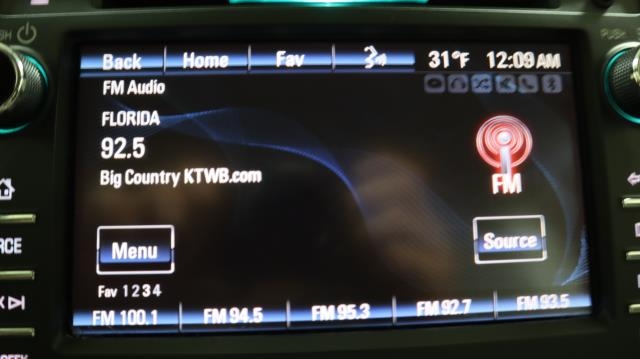 PUSH
Back Home Fav 31°F 12:09 AM
FM Audio
FLORIDA
92.5
Big Country KTWB.com
FM
Menu
Source
Fav 1 2 3 4
FM 100.1 FM 94.5 FM 95.3 FM 92.7 FM 93.5